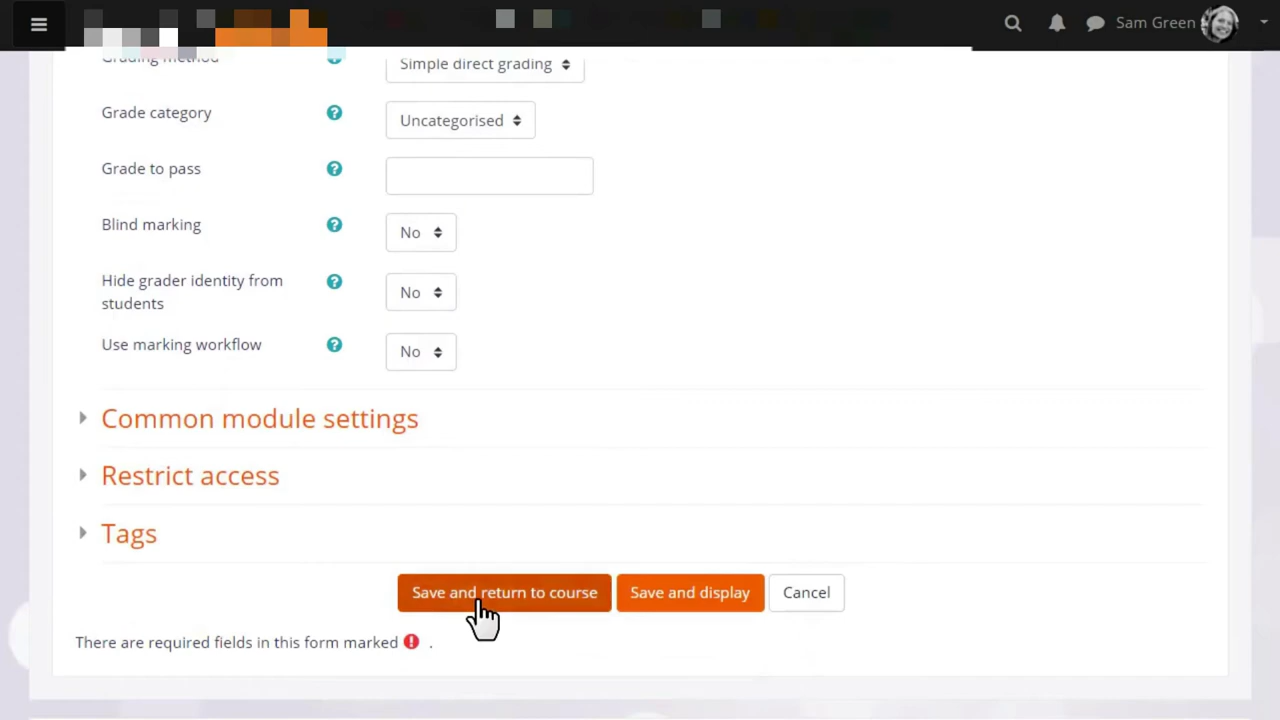 Sam Green
Grading method
Simple direct grading
Grade category
Uncategorised
Grade to pass
Blind marking
No
Hide grader identity from
students
No
Use marking workflow
No
Common module settings
Restrict access
Tags
Save and return to course
Save and display
Cancel
There are required fields in this form marked .